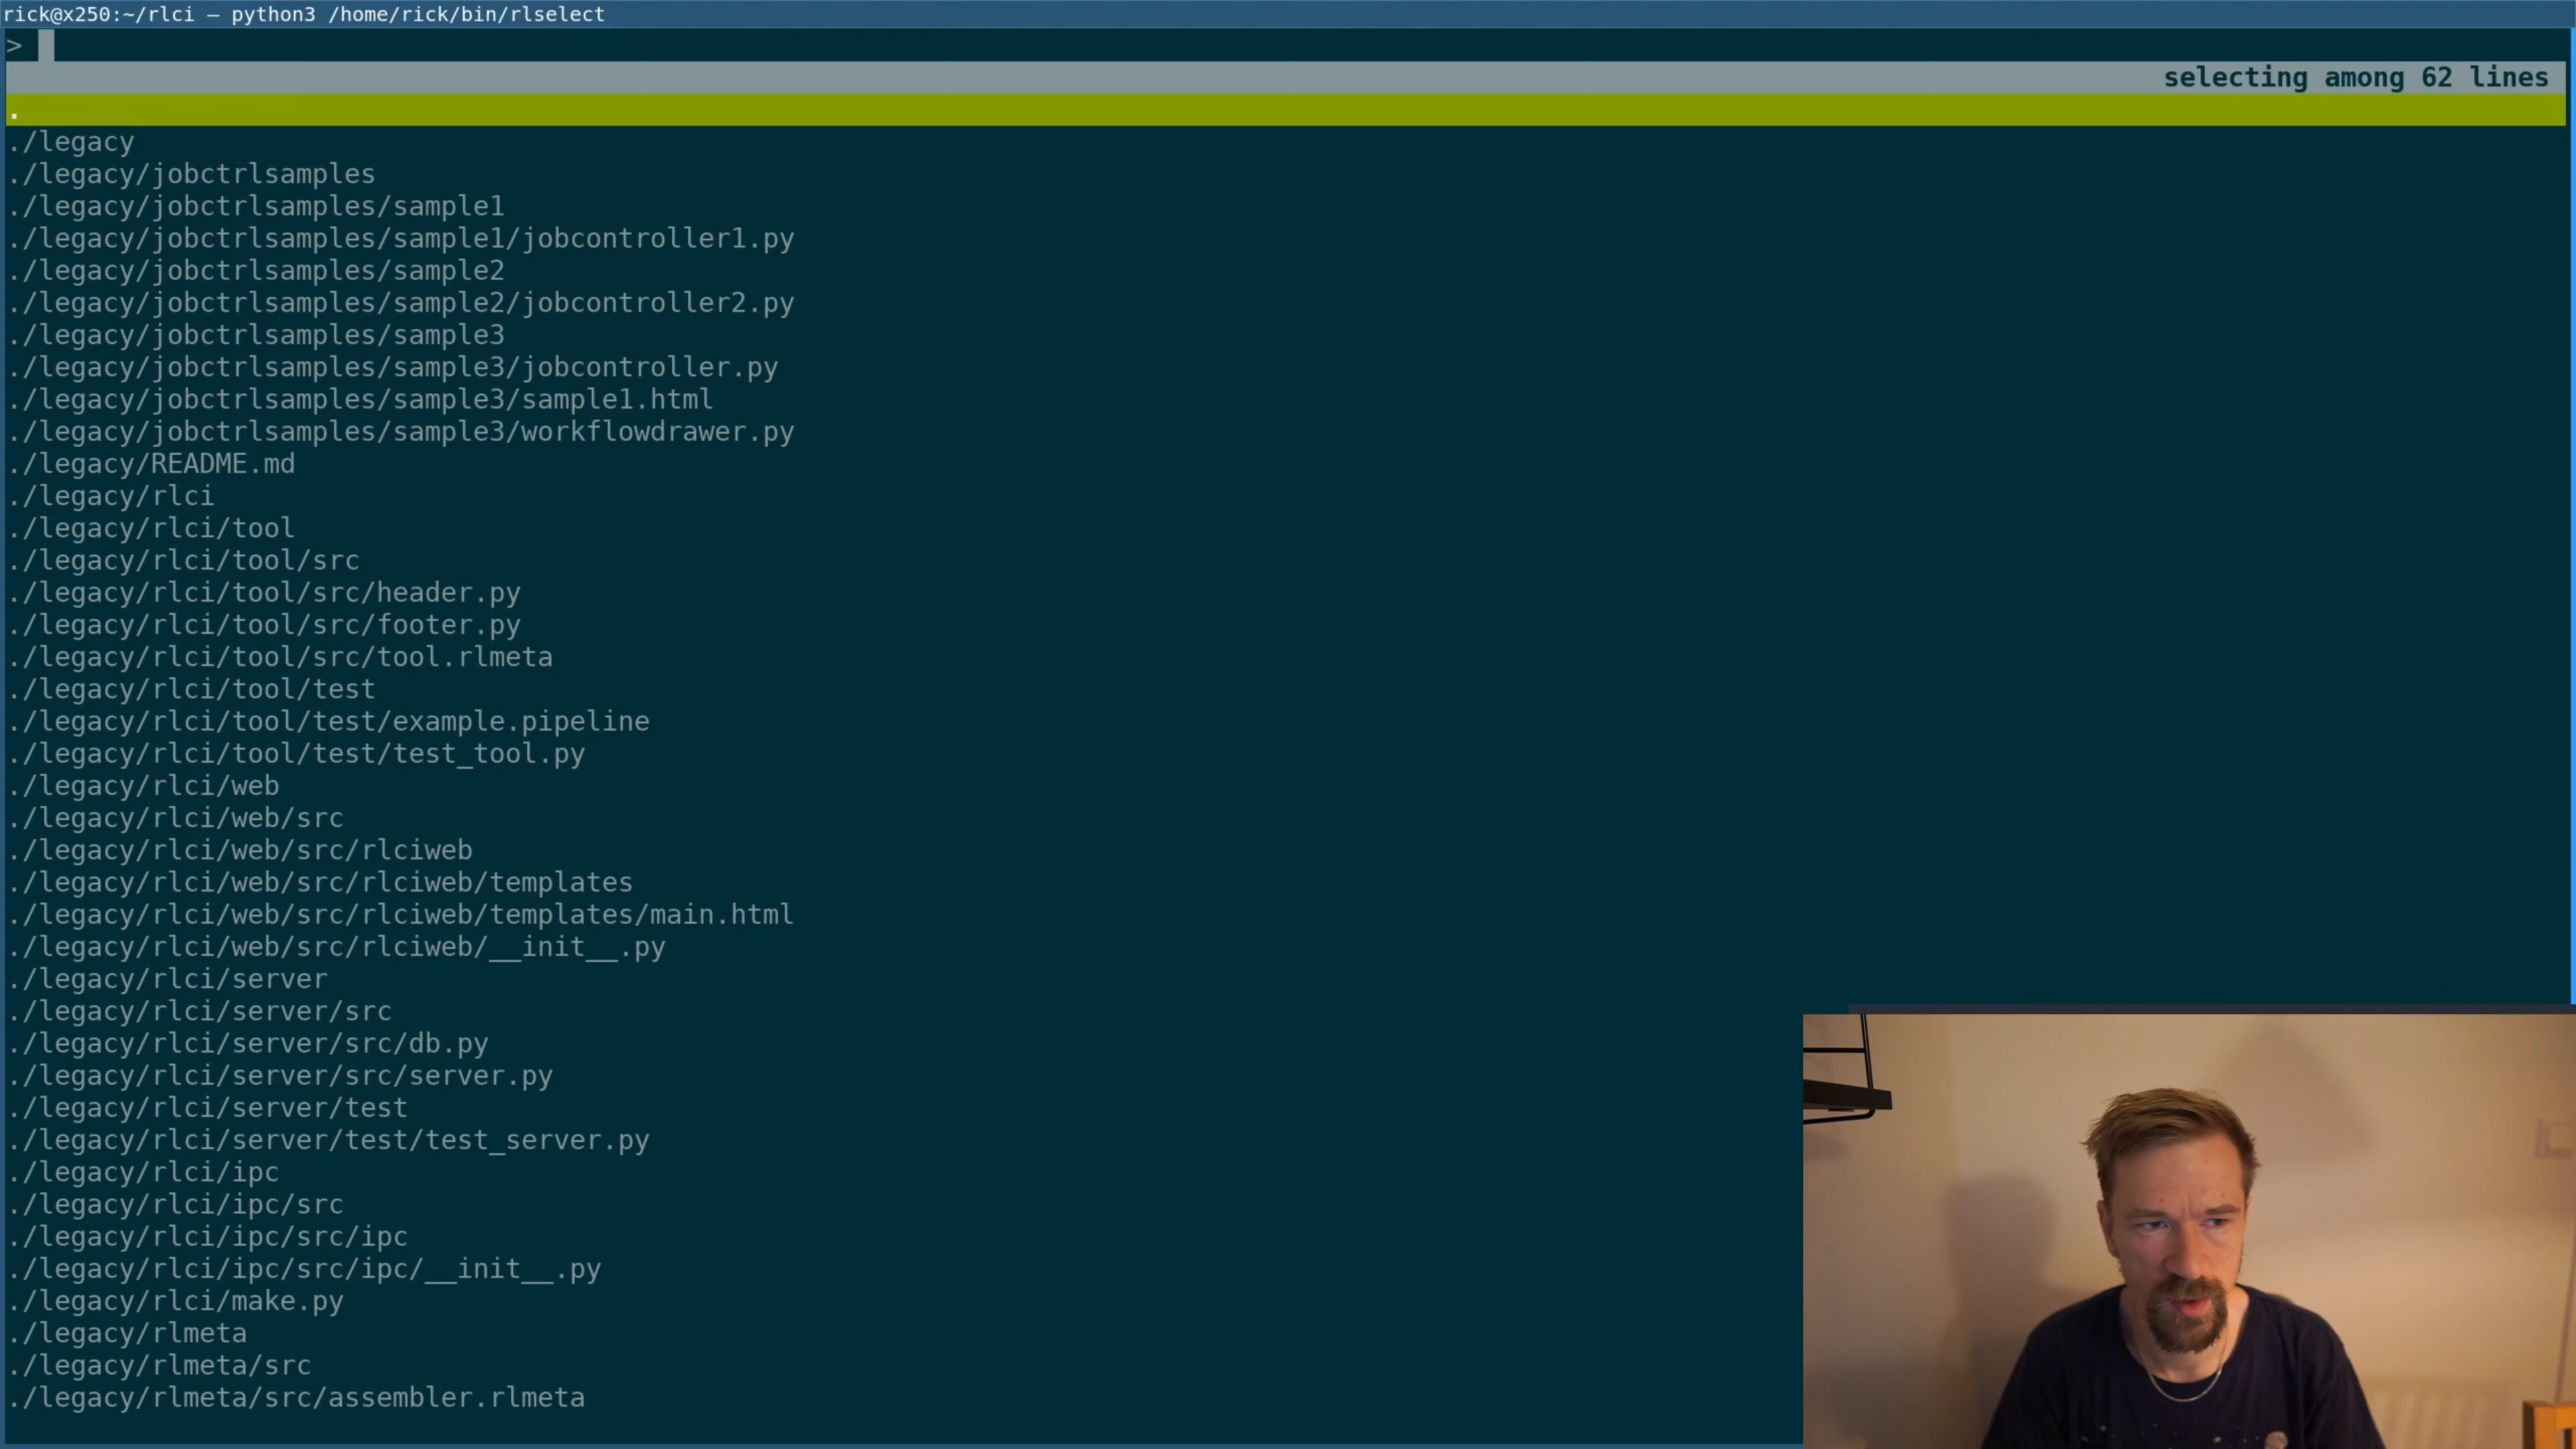 rick@x250:~/rlci — python3 /home/rick/bin/rlselect
>
selecting among 62 lines
.
./legacy
./legacy/jobctrlsamples
./legacy/jobctrlsamples/sample1
./legacy/jobctrlsamples/sample1/jobcontroller1.py
./legacy/jobctrlsamples/sample2
./legacy/jobctrlsamples/sample2/jobcontroller2.py
./legacy/jobctrlsamples/sample3
./legacy/jobctrlsamples/sample3/jobcontroller.py
./legacy/jobctrlsamples/sample3/sample1.html
./legacy/jobctrlsamples/sample3/workflowdrawer.py
./legacy/README.md
./legacy/rlci
./legacy/rlci/tool
./legacy/rlci/tool/src
./legacy/rlci/tool/src/header.py
./legacy/rlci/tool/src/footer.py
./legacy/rlci/tool/src/tool.rlmeta
./legacy/rlci/tool/test
./legacy/rlci/tool/test/example.pipeline
./legacy/rlci/tool/test/test_tool.py
./legacy/rlci/web
./legacy/rlci/web/src
./legacy/rlci/web/src/rlciweb
./legacy/rlci/web/src/rlciweb/templates
./legacy/rlci/web/src/rlciweb/templates/main.html
./legacy/rlci/web/src/rlciweb/__init__.py
./legacy/rlci/server
./legacy/rlci/server/src
./legacy/rlci/server/src/db.py
./legacy/rlci/server/src/server.py
./legacy/rlci/server/test
./legacy/rlci/server/test/test_server.py
./legacy/rlci/ipc
./legacy/rlci/ipc/src
./legacy/rlci/ipc/src/ipc
./legacy/rlci/ipc/src/ipc/__init__.py
./legacy/rlci/make.py
./legacy/rlmeta
./legacy/rlmeta/src
./legacy/rlmeta/src/assembler.rlmeta